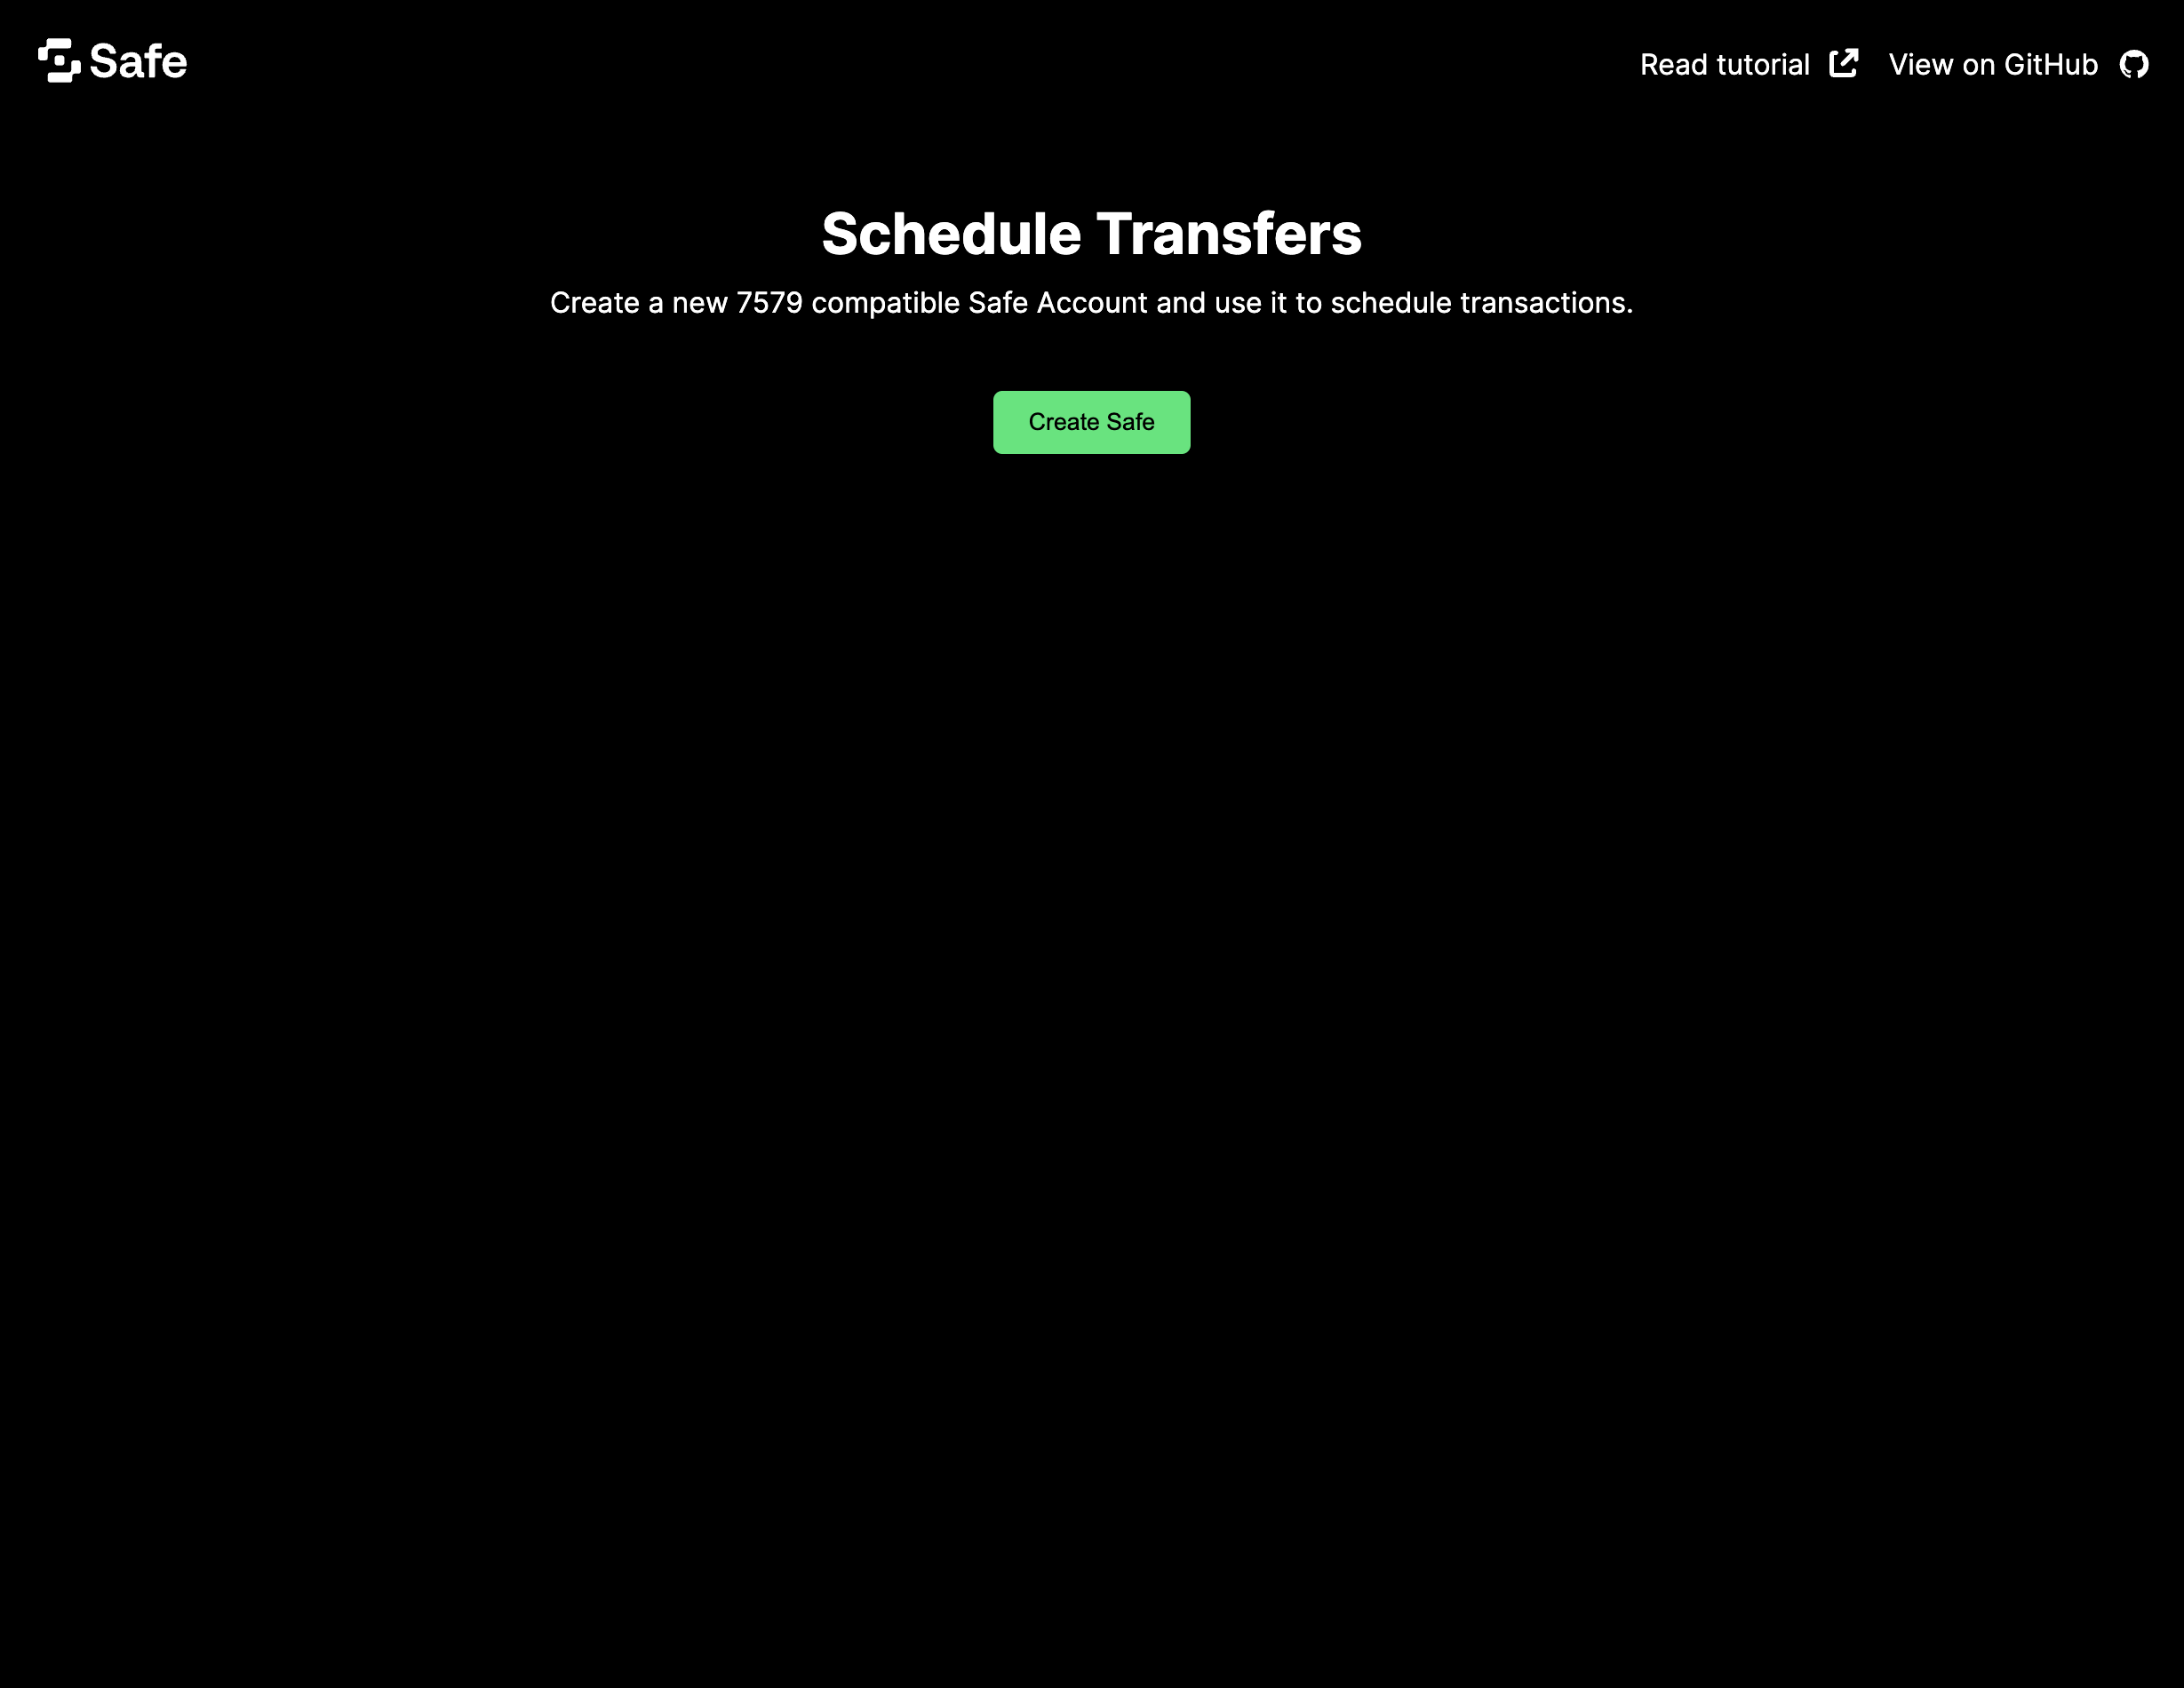 Safe
Read tutorial
View on GitHub
Schedule Transfers
Create a new 7579 compatible Safe Account and use it to schedule transactions.
Create Safe